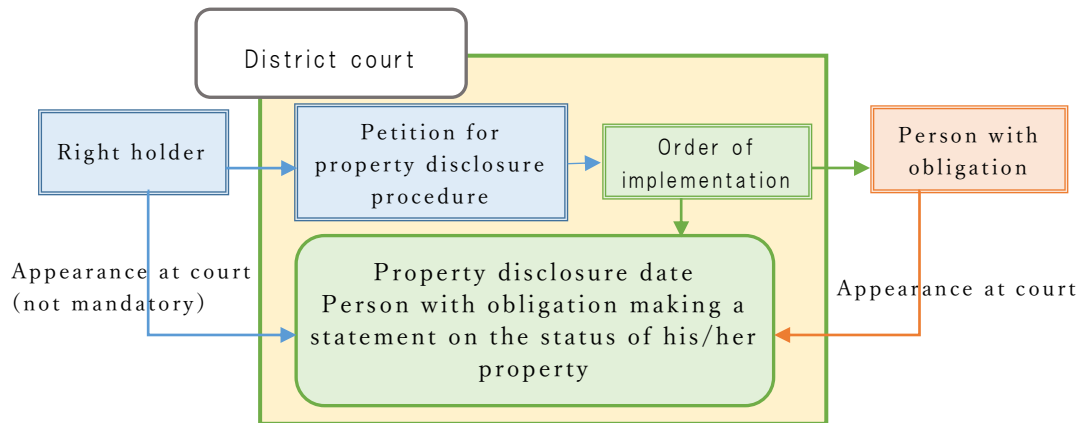 District court
Right holder
Petition for
property disclosure
procedure
Order of
implementation
Person with
obligation
Appearance at court
(not mandatory)
Property disclosure date
Person with obligation making a
statement on the status of his/her
property
Appearance at court